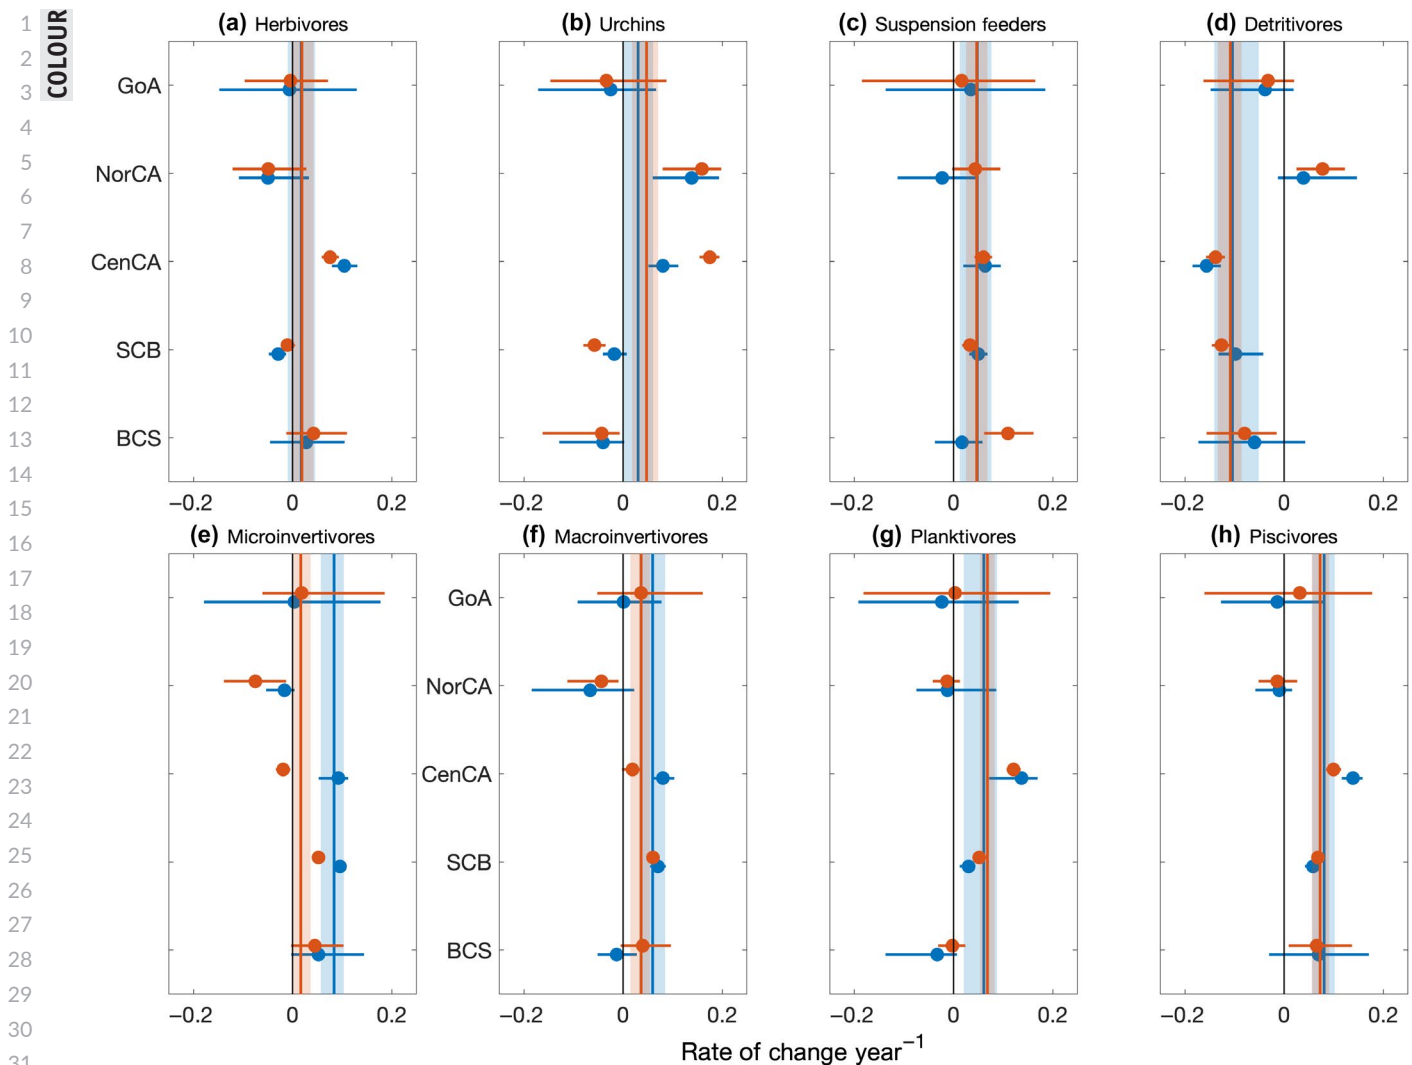 1
COLOUR
(a) Herbivores (b) Urchins (c) Suspension feeders (d) Detritivores
2
GoA
3
4
5
NorCA
6
7
CenCA
8
9
10
SCB
11
12
BCS
13
14
−0.2 0 0.2 −0.2 0 0.2 −0.2 0 0.2 −0.2 0 0.2
15
16
(e) Microinvertivores (f) Macroinvertivores (g) Planktivores (h) Piscivores
17
GoA
18
19
20
NorCA
21
22
CenCA
23
24
25
SCB
26
27
BCS
28
29
−0.2 0 0.2 −0.2 0 0.2 −0.2 0 0.2 −0.2 0 0.2
30
Rate of change year−1
31